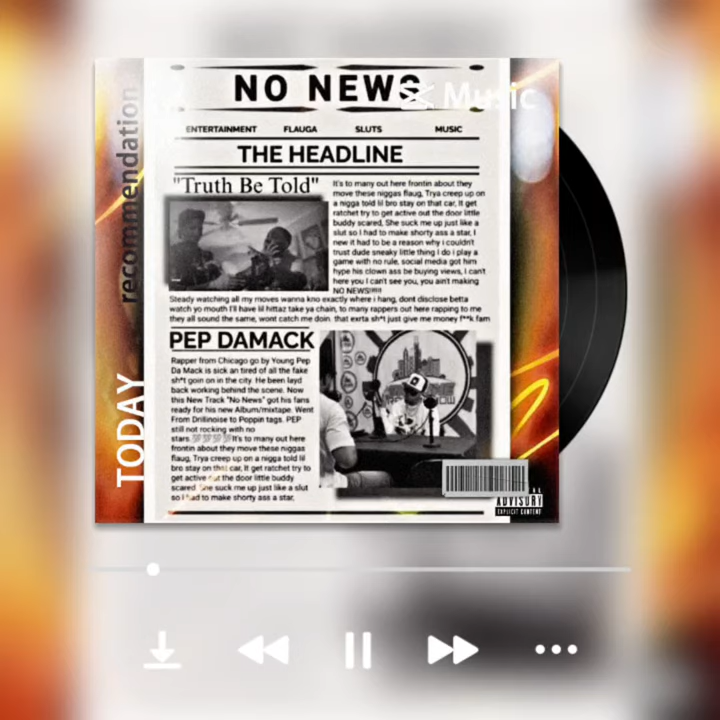 NO NEWS
Music
ENTERTAINMENT FLAUGA SLUTS MUSIC
THE HEADLINE
"Truth Be Told"
It's to many out here frontin about they
move these niggas flaug, Trya creep up on
a nigga told lil bro stay on that car, It get
ratchet try to get active out the door little
buddy scared, She suck me up just like a
slut so I had to make shorty ass a star, I
new it had to be a reason why i couldn't
trust dude sneaky little thing I do i play a
game with no rule, social media got him
hype his clown ass be buying views, I can't
here you I can't see you, you ain't making
NO NEWS!!!!!
Steady watching all my moves wanna kno exactly where i hang, dont disclose betta
watch yo mouth I'll have lil hittaz take ya chain, to many rappers out here rapping to me
they all sound the same, wont catch me doin. that exrta sh*t just give me money f**k fam
PEP DAMACK
Rapper from Chicago go by Young Pep
Da Mack is sick an tired of all the fake
sh*t goin on in the city. He been layd
back working behind the scene. Now
this New Track "No News" got his fans
ready for his new Album/mixtape. Went
From Drillinoise to Poppin tags. PEP
still not rocking with no
stars.💯💯💯💯It's to many out here
frontin about they move these niggas
flaug, Trya creep up on a nigga told lil
bro stay on that car, It get ratchet try to
get active out the door little buddy
scared, She suck me up just like a slut
so I had to make shorty ass a star,
ADVISORY
EXPLICIT CONTENT
TODAY
recommendation